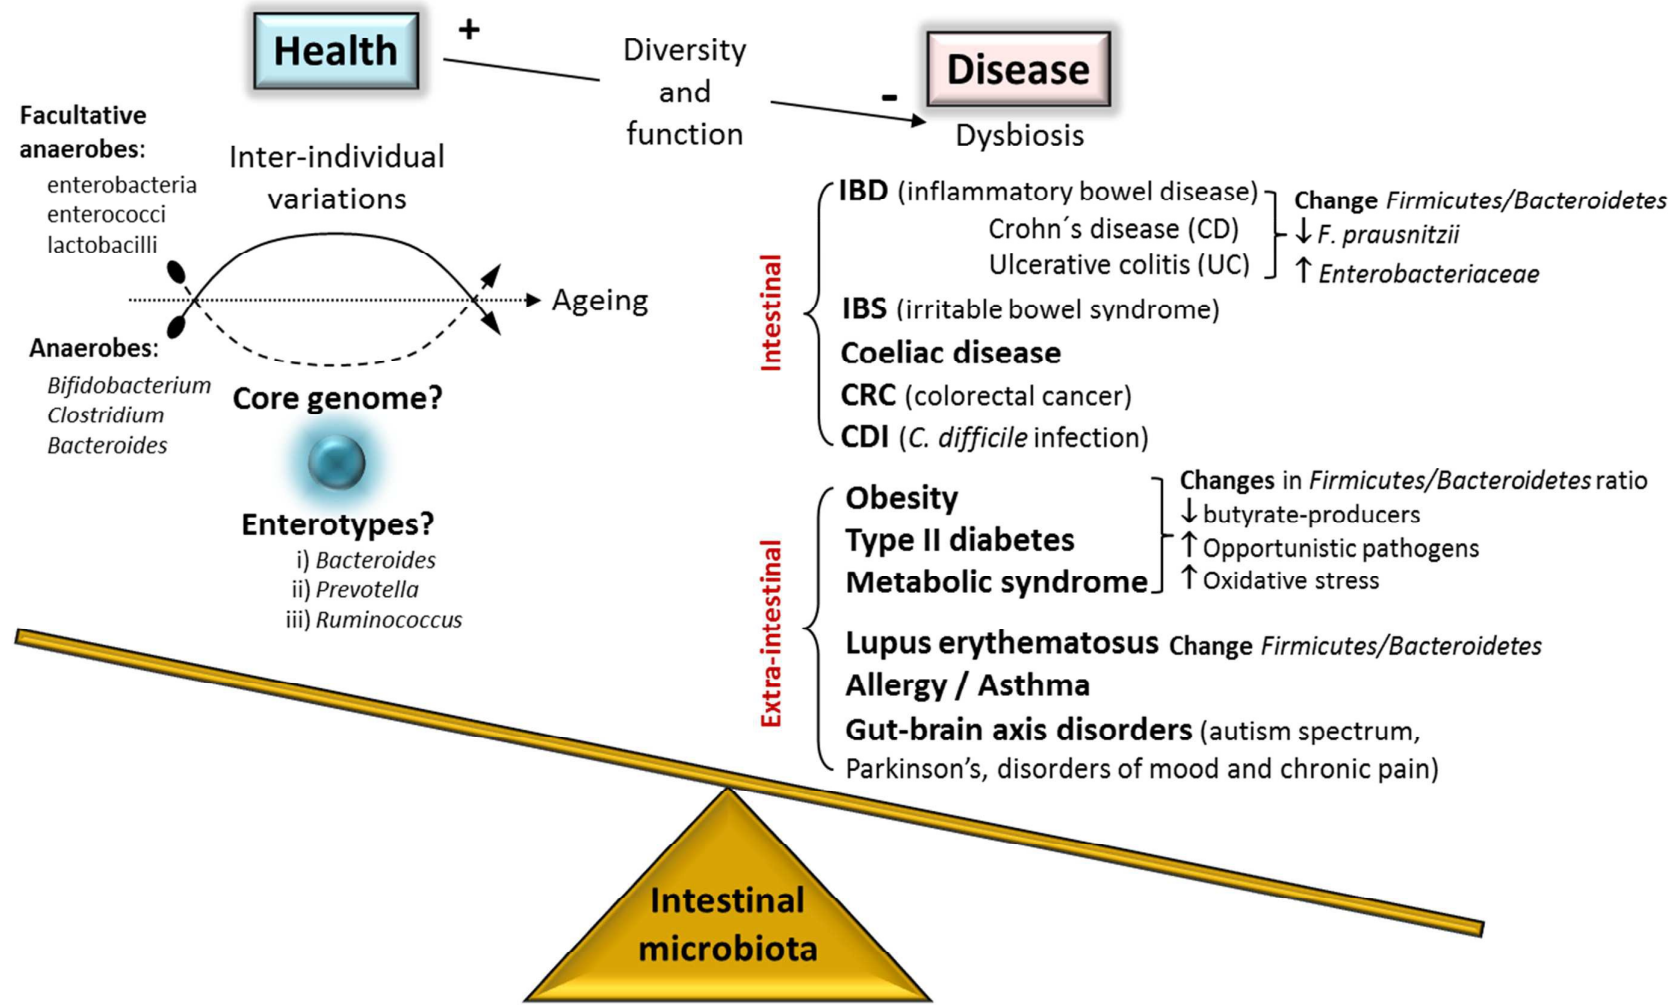 Health
+
Diversity
and
function
-
Disease
Dysbiosis
Facultative
anaerobes:
enterobacteria
enterococci
lactobacilli
Inter-individual
variations
Ageing
Anaerobes:
Bifidobacterium
Clostridium
Bacteroides
Core genome?
Enterotypes?
i) Bacteroides
ii) Prevotella
iii) Ruminococcus
Intestinal
IBD (inflammatory bowel disease)
Crohn´s disease (CD)
Ulcerative colitis (UC)
Change Firmicutes/Bacteroidetes
↓ F. prausnitzii
↑ Enterobacteriaceae
IBS (irritable bowel syndrome)
Coeliac disease
CRC (colorectal cancer)
CDI (C. difficile infection)
Extra-intestinal
Obesity
Type II diabetes
Metabolic syndrome
Changes in Firmicutes/Bacteroidetes ratio
↓ butyrate-producers
↑ Opportunistic pathogens
↑ Oxidative stress
Lupus erythematosus Change Firmicutes/Bacteroidetes
Allergy / Asthma
Gut-brain axis disorders (autism spectrum,
Parkinson’s, disorders of mood and chronic pain)
Intestinal
microbiota